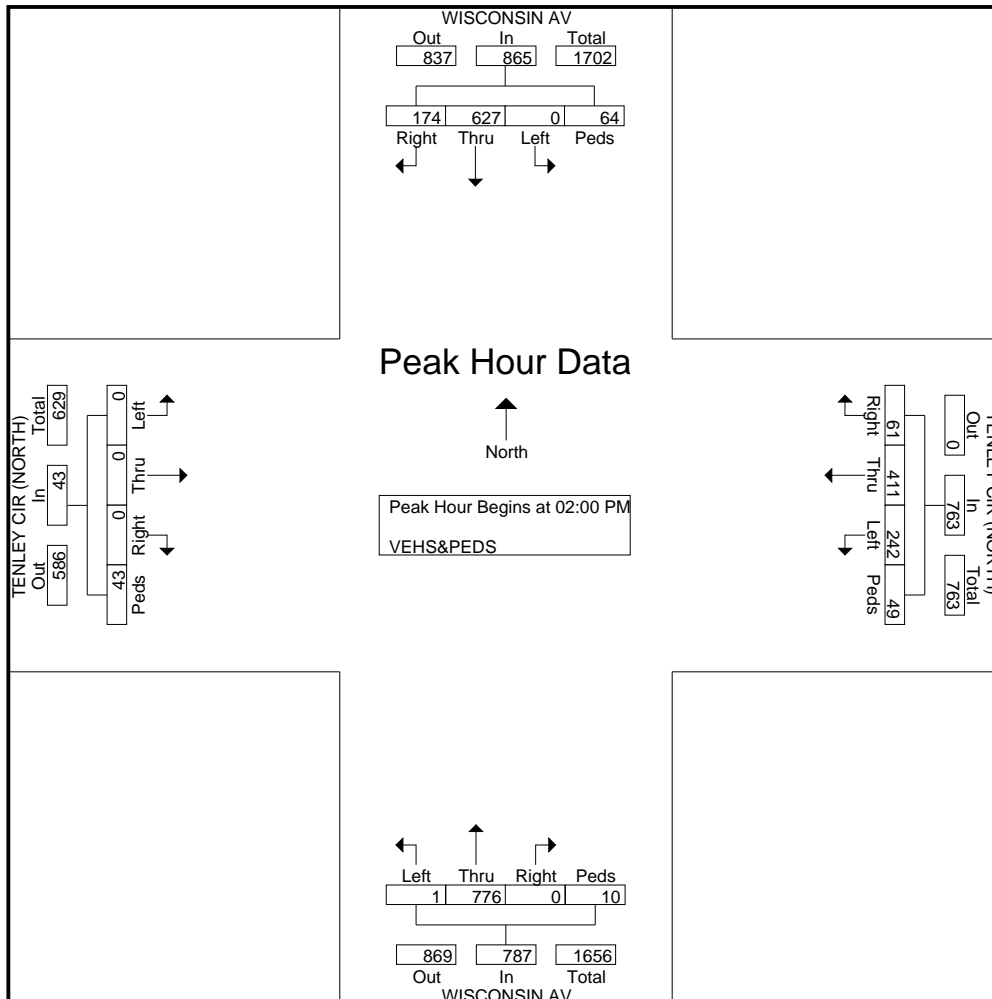 WISCONSIN AV
Out In Total
837 865 1702
174 627 0 64
Right Thru Left Peds
Peak Hour Data
North
Peak Hour Begins at 02:00 PM
VEHS&PEDS
TENLEY CIR (NORTH)
Out In Total
586 43 629
0 0 0 43
Left Thru Right Peds
TENLEY CIR (NORTH)
Out In Total
0 763 763
61 411 242 49
Right Thru Left Peds
Left Thru Right Peds
1 776 0 10
869 787 1656
Out In Total
WISCONSIN AV